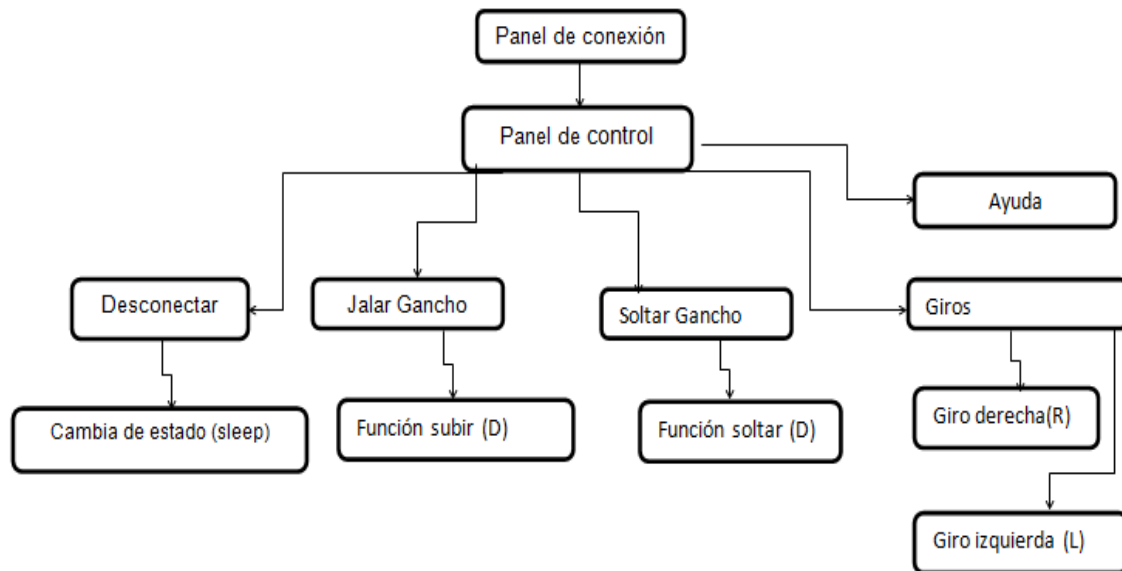 Panel de conexión
Panel de control
Ayuda
Desconectar
Jalar Gancho
Soltar Gancho
Giros
Cambia de estado (sleep)
Función subir (D)
Función soltar (D)
Giro derecha(R)
Giro izquierda (L)